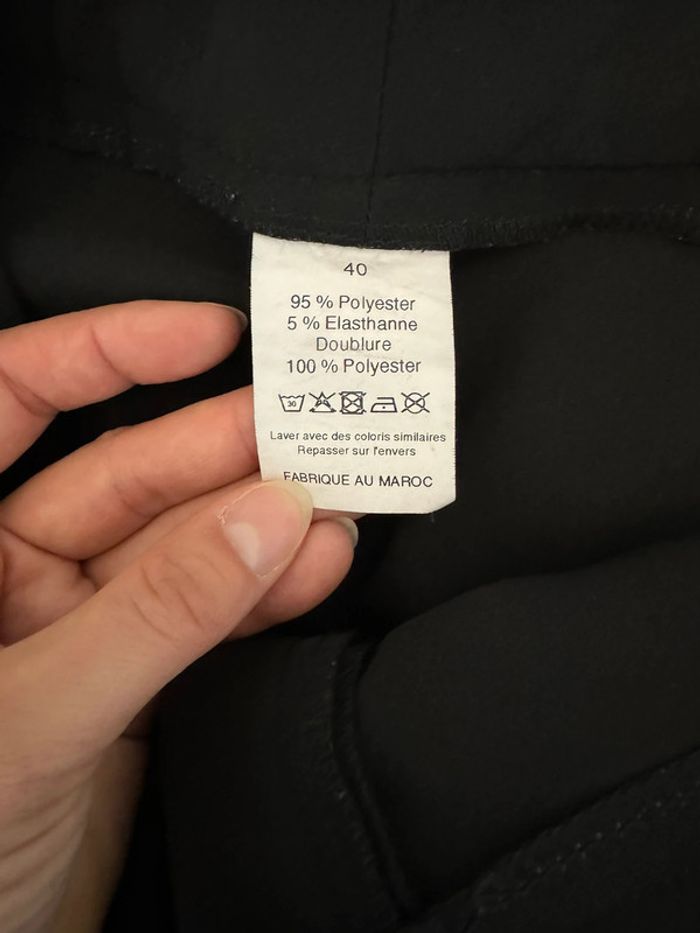 40
95 % Polyester
5 % Elasthanne
Doublure
100 % Polyester
30
Laver avec des coloris similaires
Repasser sur l'envers
FABRIQUE AU MAROC